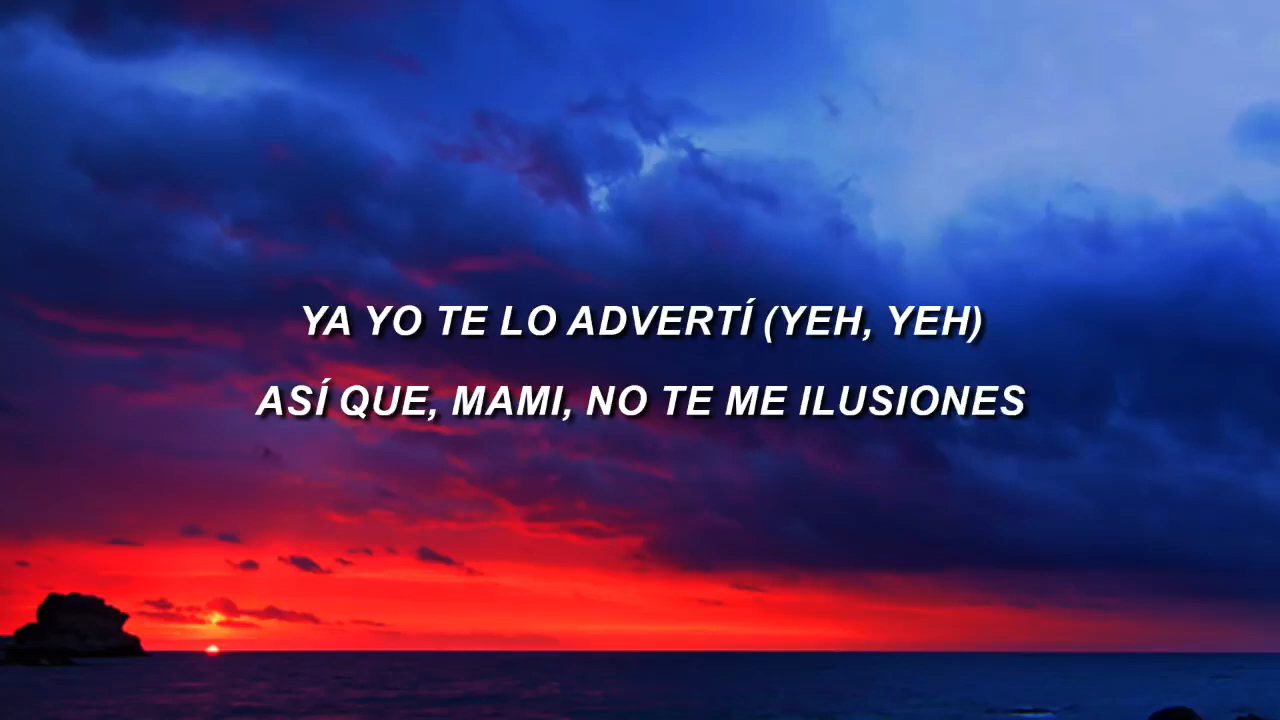 YA YO TE LO ADVERTÍ (YEH, YEH)
ASÍ QUE, MAMI, NO TE ME ILUSIONES